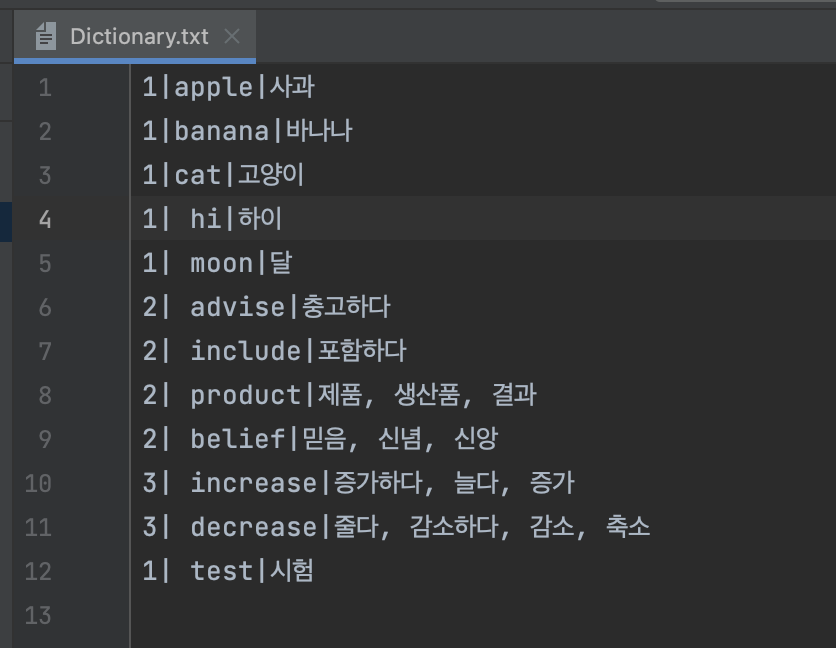 Dictionary.txt
1 1|apple|사과
2 1|banana|바나나
3 1|cat|고양이
4 1| hi|하이
5 1| moon|달
6 2| advise|충고하다
7 2| include|포함하다
8 2| product|제품, 생산품, 결과
9 2| belief|믿음, 신념, 신앙
10 3| increase|증가하다, 늘다, 증가
11 3| decrease|줄다, 감소하다, 감소, 축소
12 1| test|시험
13